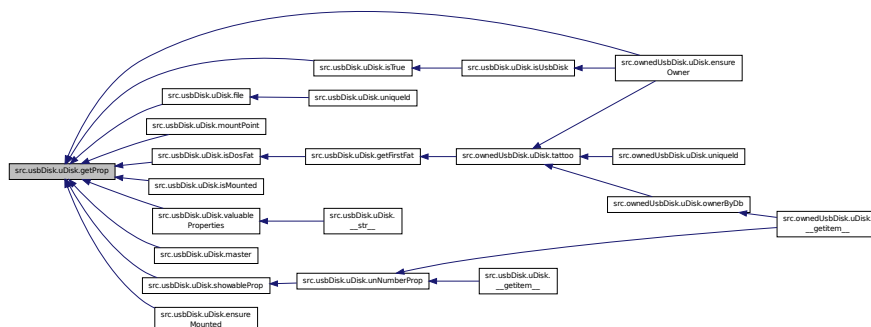 src.usbDisk.uDisk.getProp
src.usbDisk.uDisk.isTrue
src.usbDisk.uDisk.isUsbDisk
src.ownedUsbDisk.uDisk.ensure
Owner
src.usbDisk.uDisk.file
src.usbDisk.uDisk.uniqueId
src.usbDisk.uDisk.mountPoint
src.usbDisk.uDisk.isDosFat
src.usbDisk.uDisk.getFirstFat
src.ownedUsbDisk.uDisk.tattoo
src.ownedUsbDisk.uDisk.uniqueId
src.usbDisk.uDisk.isMounted
src.ownedUsbDisk.uDisk.ownerByDb
src.usbDisk.uDisk.valuable
Properties
src.usbDisk.uDisk.
__str__
src.ownedUsbDisk.uDisk.
__getitem__
src.usbDisk.uDisk.master
src.usbDisk.uDisk.showableProp
src.usbDisk.uDisk.unNumberProp
src.usbDisk.uDisk.
__getitem__
src.usbDisk.uDisk.ensure
Mounted